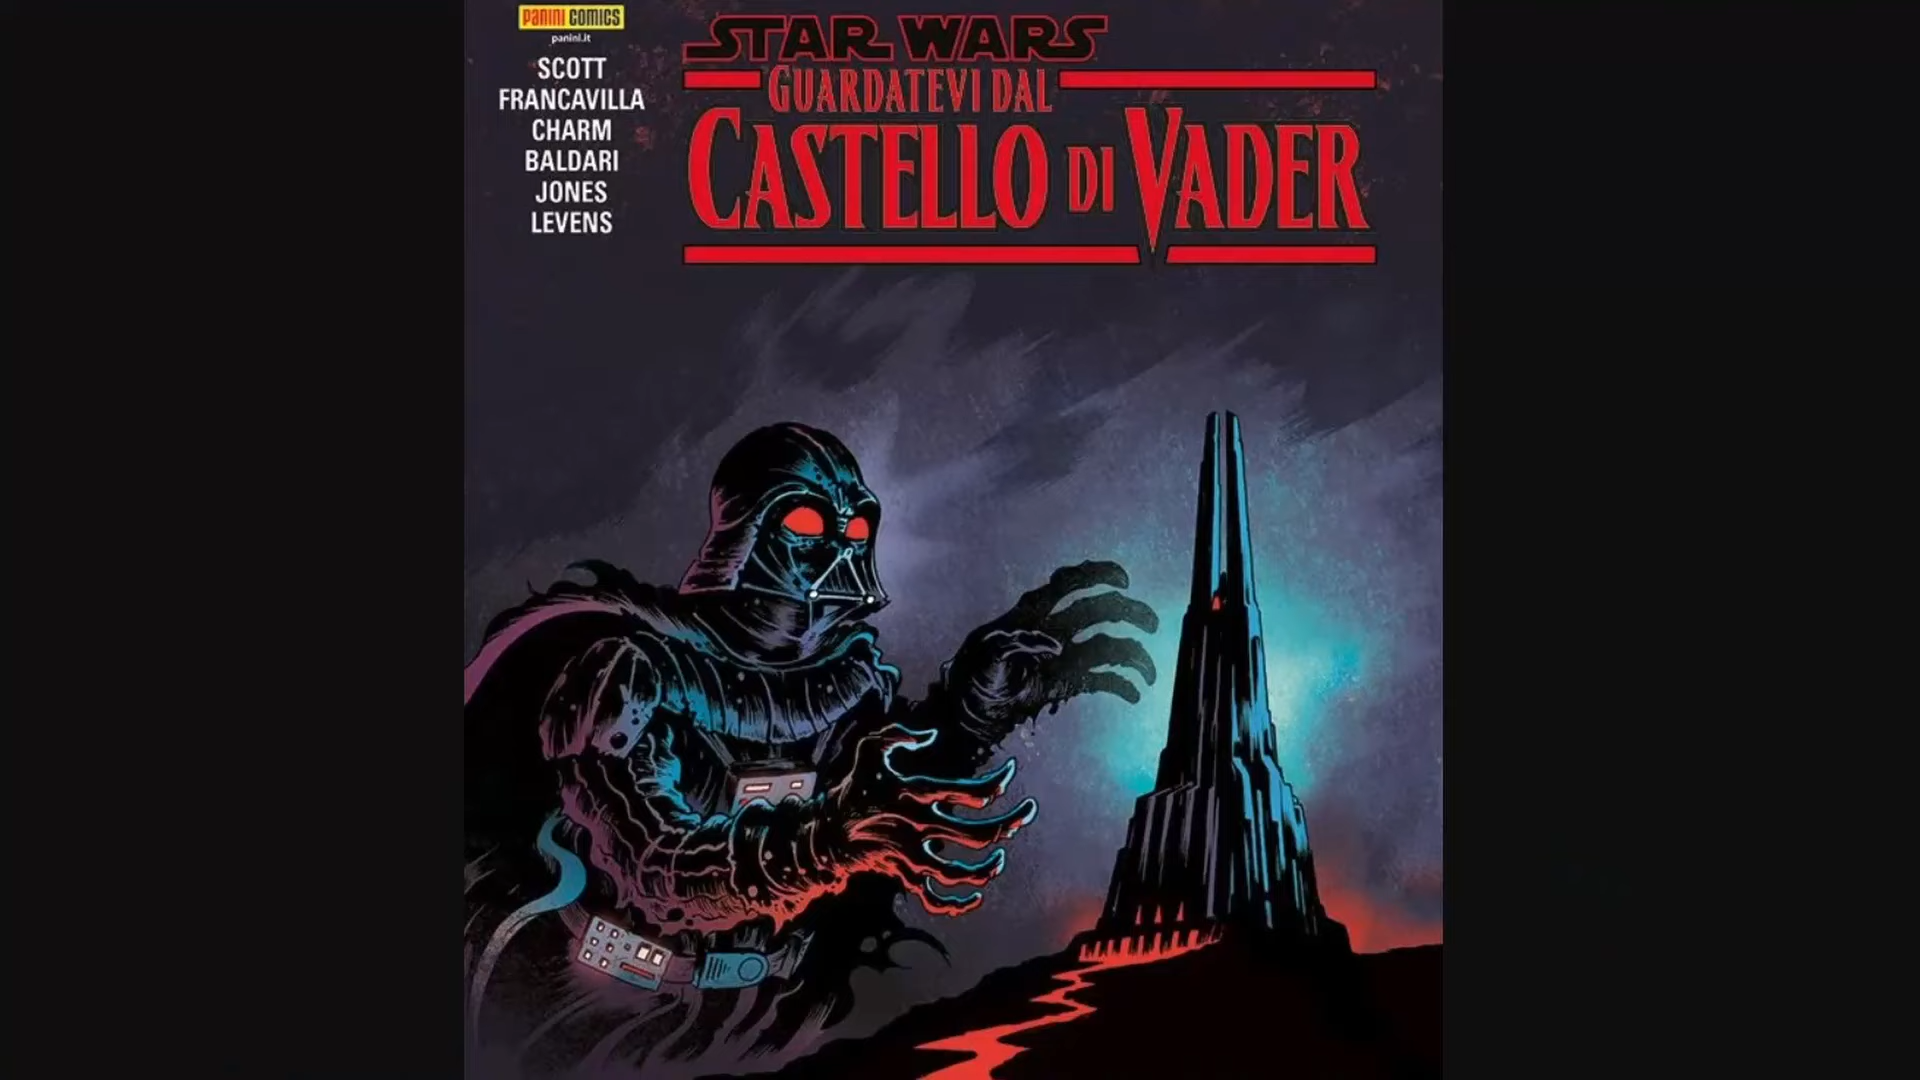 PANINI COMICS
panini.it
SCOTT
FRANCAVILLA
CHARM
BALDARI
JONES
LEVENS
STAR WARS
GUARDATEVI DAL
CASTELLO DI VADER